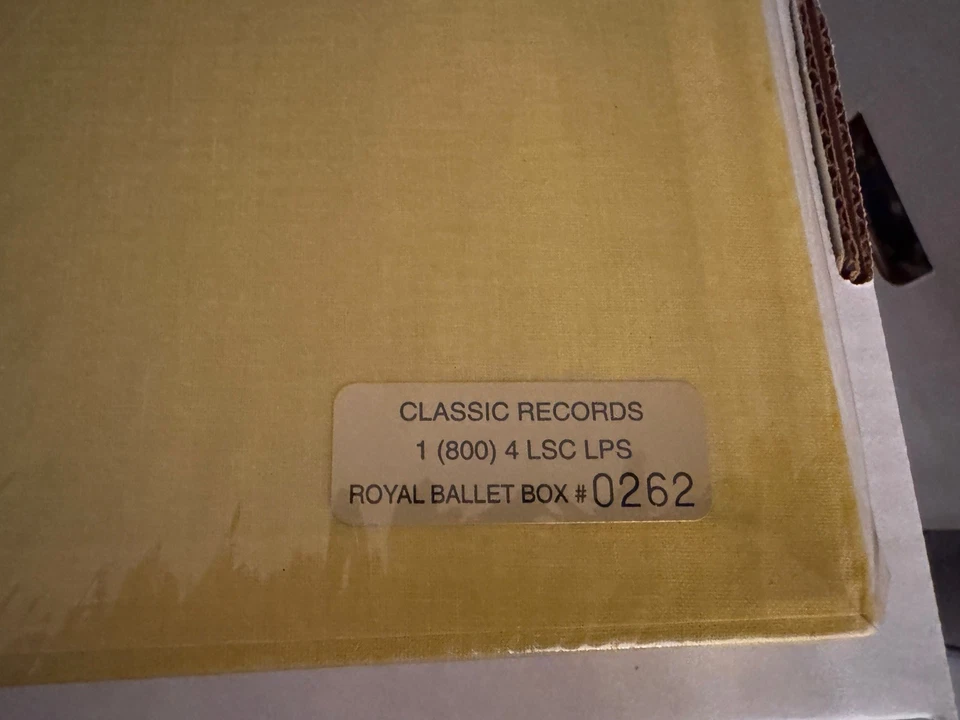 CLASSIC RECORDS
1 (800) 4 LSC LPS
ROYAL BALLET BOX # 0262